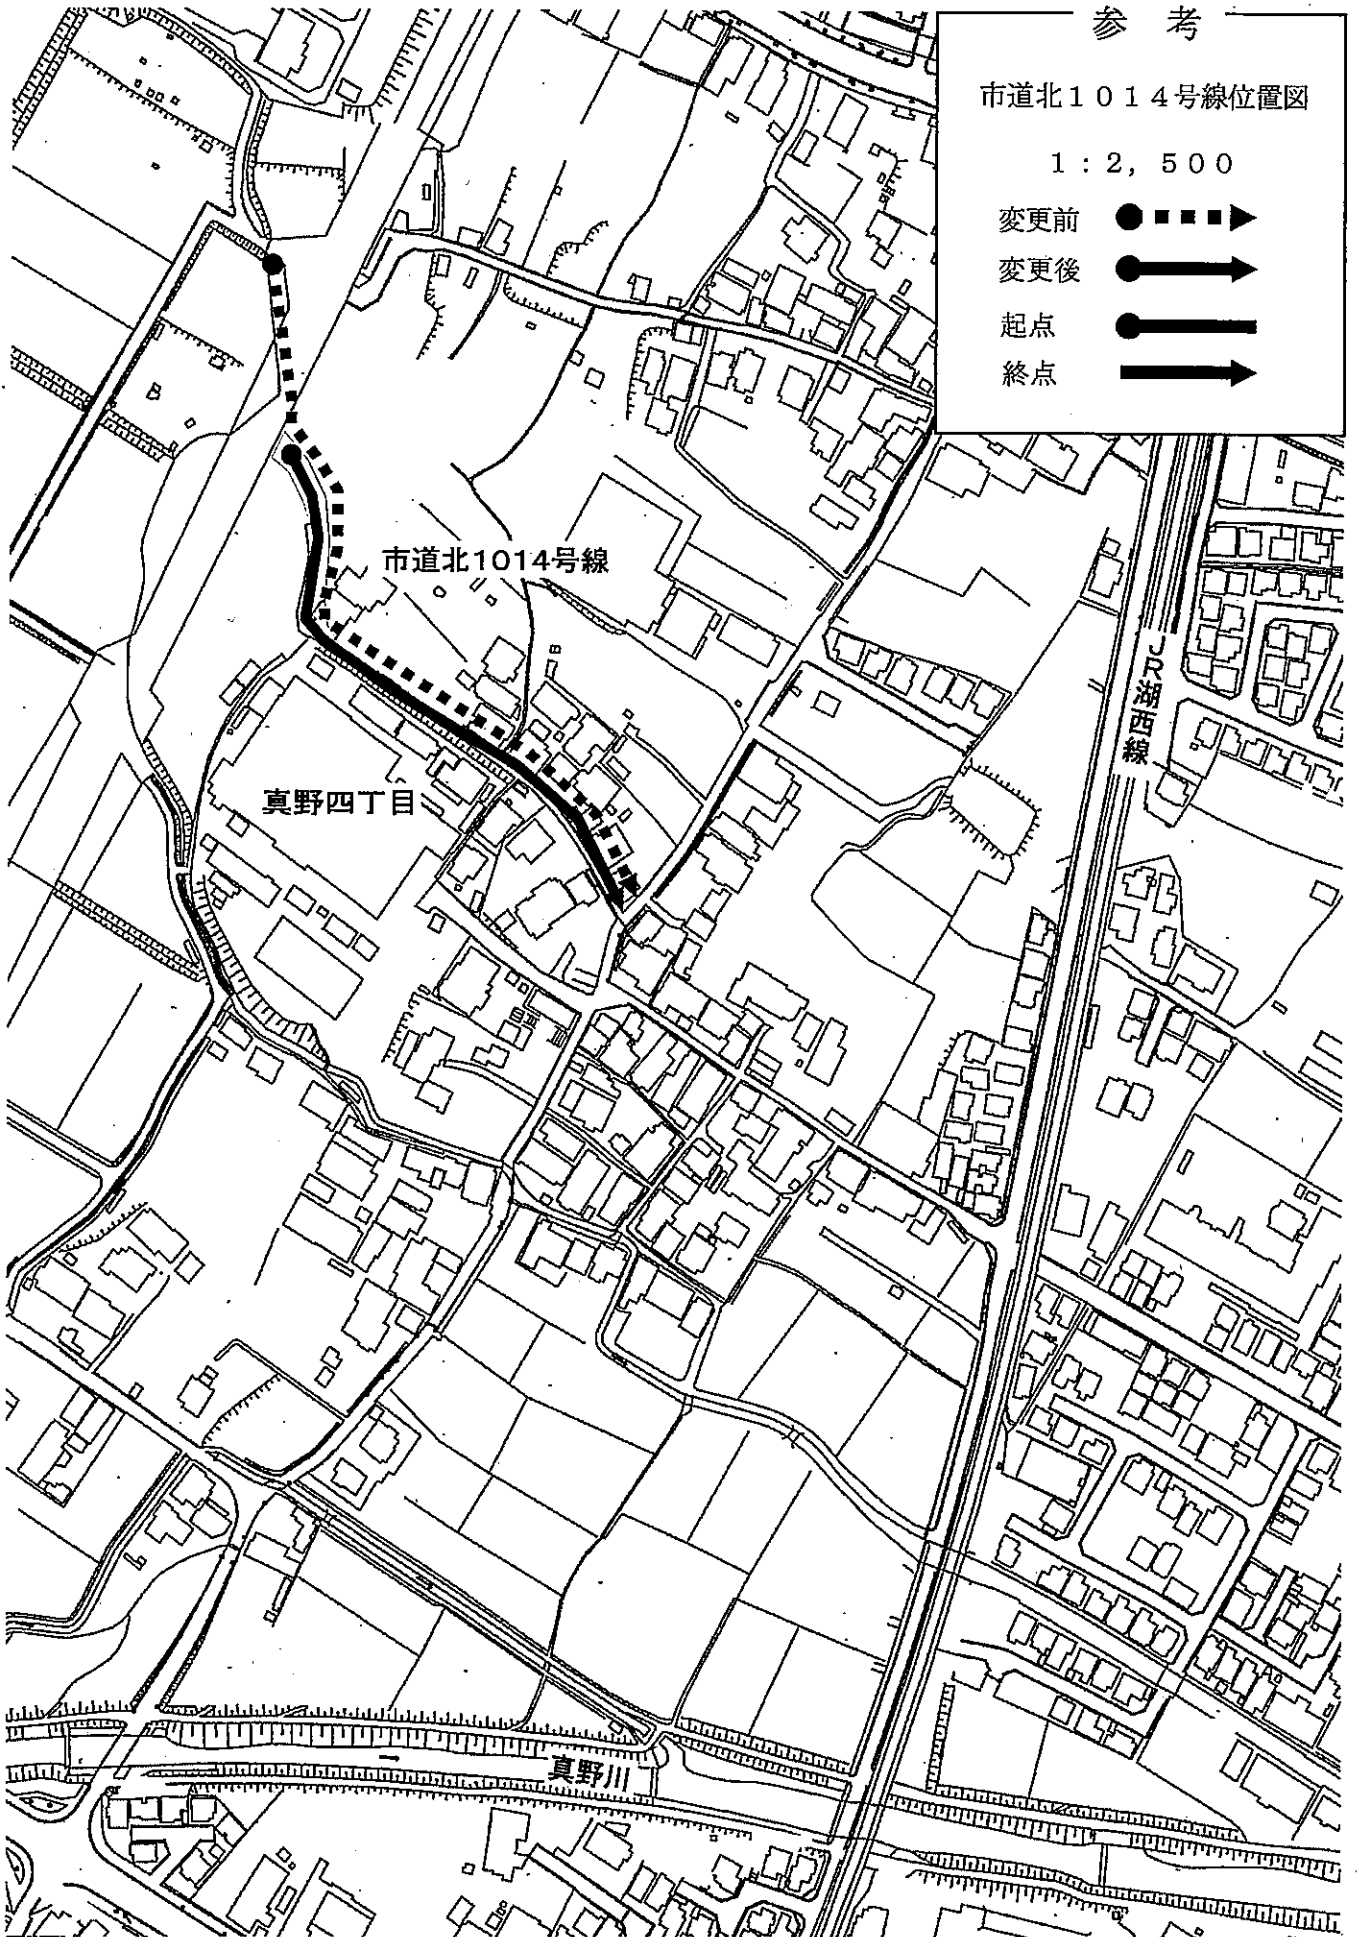 参考
市道北１０１４号線位置図
１：２，５００
変更前
変更後
起点
終点
市道北1014号線
JR湖西線
真野四丁目
真野川